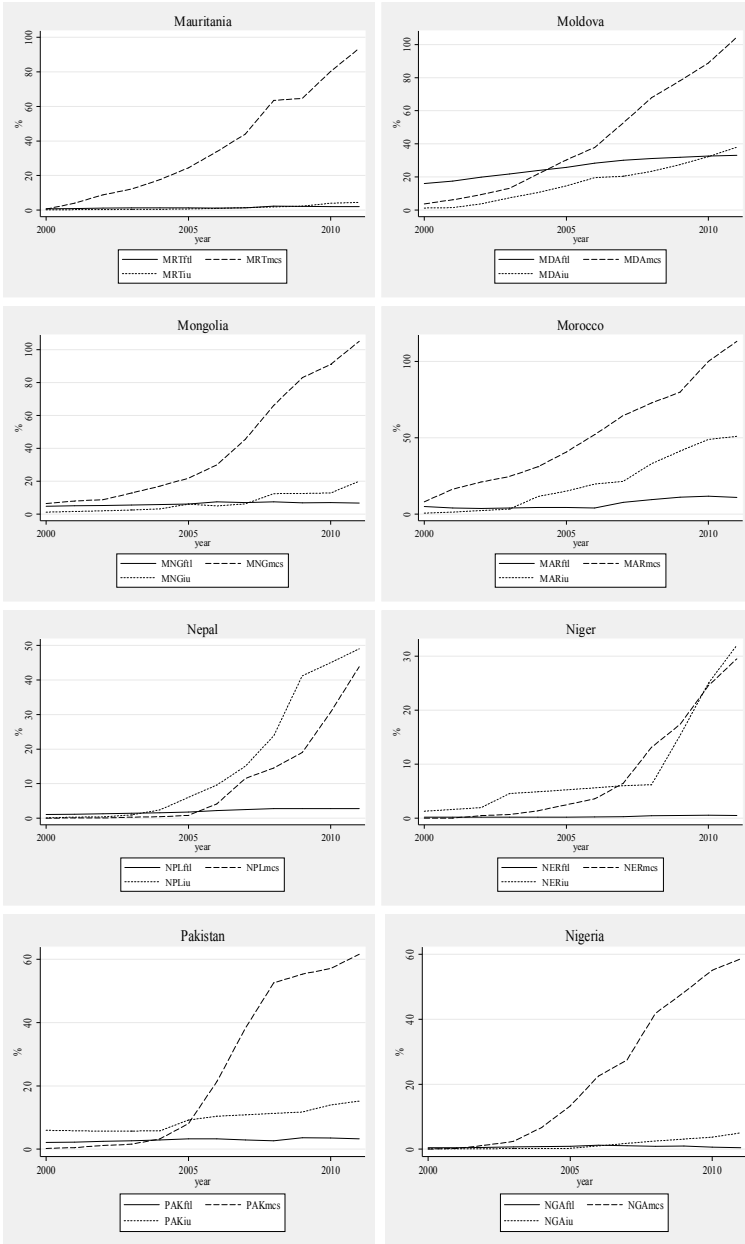 Mauritania
%
100
80
60
40
20
0
2000 2005 2010
year
MRTftl MRTmcs
MRTiu
Moldova
%
100
80
60
40
20
0
2000 2005 2010
year
MDAftl MDAmcs
MDAiu
Mongolia
%
100
80
60
40
20
0
2000 2005 2010
year
MNGftl MNGmcs
MNGiu
Morocco
%
100
50
0
2000 2005 2010
year
MARftl MARmcs
MARiu
Nepal
%
50
40
30
20
10
0
2000 2005 2010
year
NPLftl NPLmcs
NPLiu
Niger
%
30
20
10
0
2000 2005 2010
year
NERftl NERmcs
NERiu
Pakistan
%
60
40
20
0
2000 2005 2010
year
PAKftl PAKmcs
PAKiu
Nigeria
%
60
40
20
0
2000 2005 2010
year
NGAftl NGAmcs
NGAiu